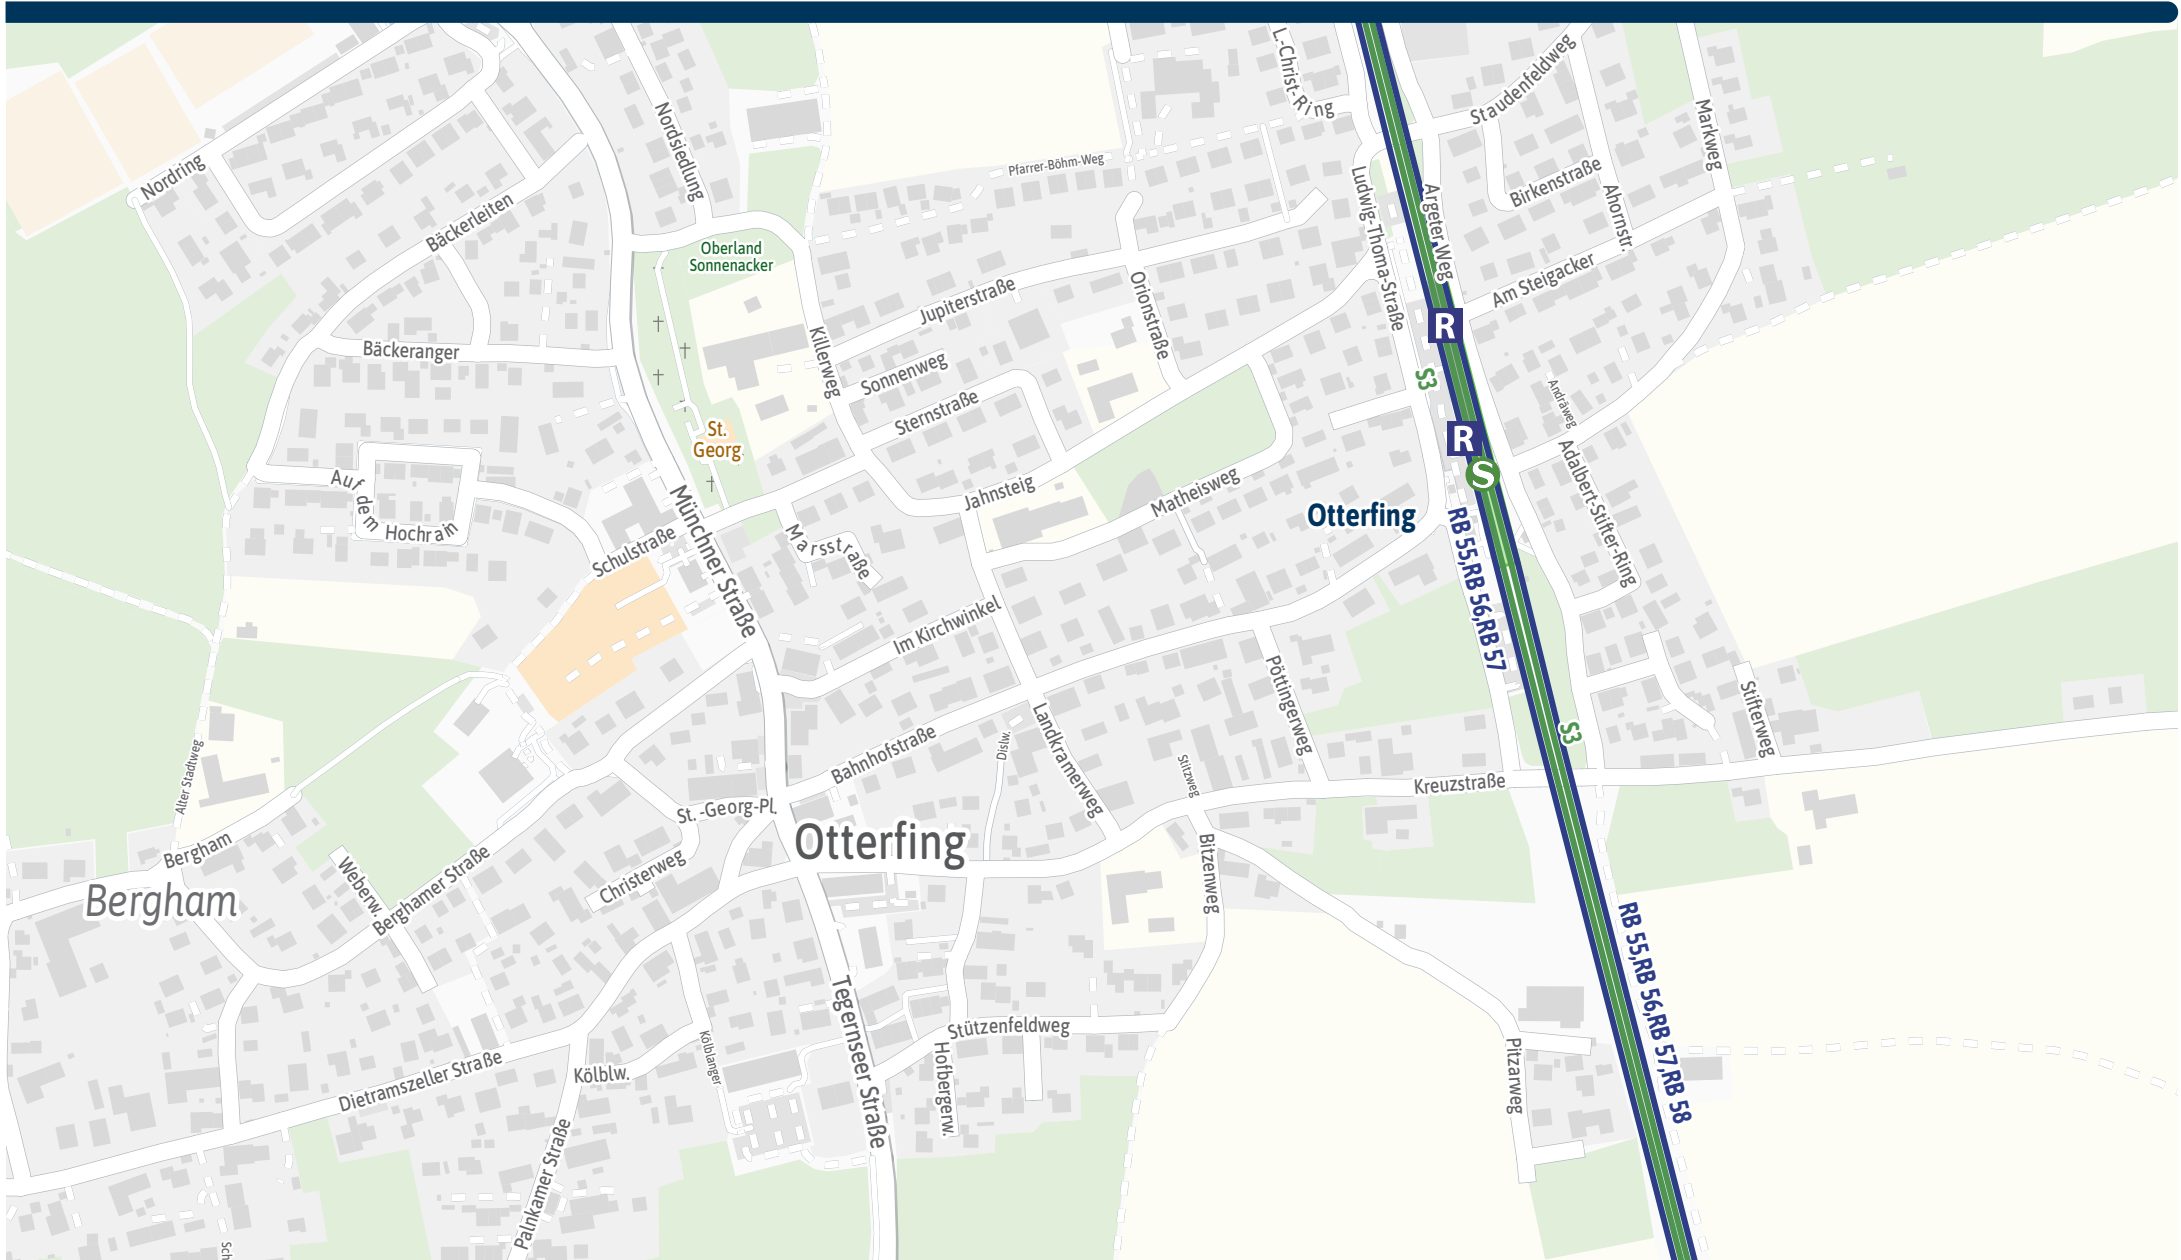 L.-Christ-Ring
Staudenfeldweg
Nordsiedlung
Markweg
Nordring
Pfarrer-Böhm-Weg
Birkenstraße
Ludwig-Thoma-Straße
Argeter Weg
Ahornstr.
Bäckerleiten
Oberland
Sonnenacker
Am Steigacker
Jupiterstraße
Orionstraße
R
Bäckeranger
Killerweg
Sonnenweg
S3
Andräweg
Sternstraße
St.
Georg
R
S
Auf dem Hochrain
Jahnsteig
Matheisweg
Adalbert-Stifter-Ring
Otterfing
Münchner Straße
Marsstraße
Schulstraße
RB 55,RB 56,RB 57
Im Kirchwinkel
Pöttingerweg
Stifterweg
Landkramerweg
S3
Bahnhofstraße
Dislw.
Alter Stadtweg
Stitzweg
Kreuzstraße
St.-Georg-Pl.
Otterfing
Bergham
Weberw.
Berghamer Straße
Christerweg
Bitzenweg
Bergham
RB 55,RB 56,RB 57,RB 58
Tegernseer Straße
Stützenfeldweg
Kölblanger
Hofbergerw.
Pitzarweg
Dietramszeller Straße
Kölblw.
Palnkamer Straße
Sch